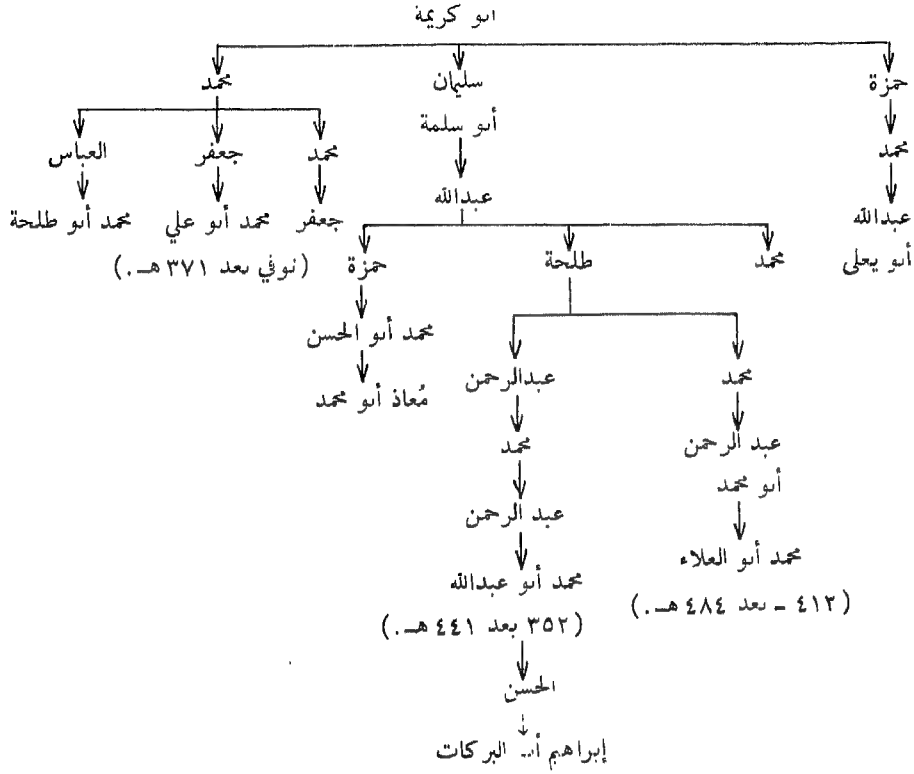 أبو كريمة
حمزة سليمان محمد
أبو سلمة
محمد محمد جعفر العباس
عبدالله
عبدالله جعفر محمد أبو علي محمد أبو طلحة
أبو يعلى محمد طلحة حمزة (توفي بعد ٣٧١ هـ.)
محمد أبو الحسن
محمد عبدالرحمن
مُعاذ أبو محمد
عبد الرحمن محمد
أبو محمد
عبد الرحمن
محمد أبو العلاء
محمد أبو عبدالله
(٤١٢ - بعد ٤٨٤ هـ.)
(٣٥٢ بعد ٤٤١ هـ.)
الحسن
إبراهيم البركات